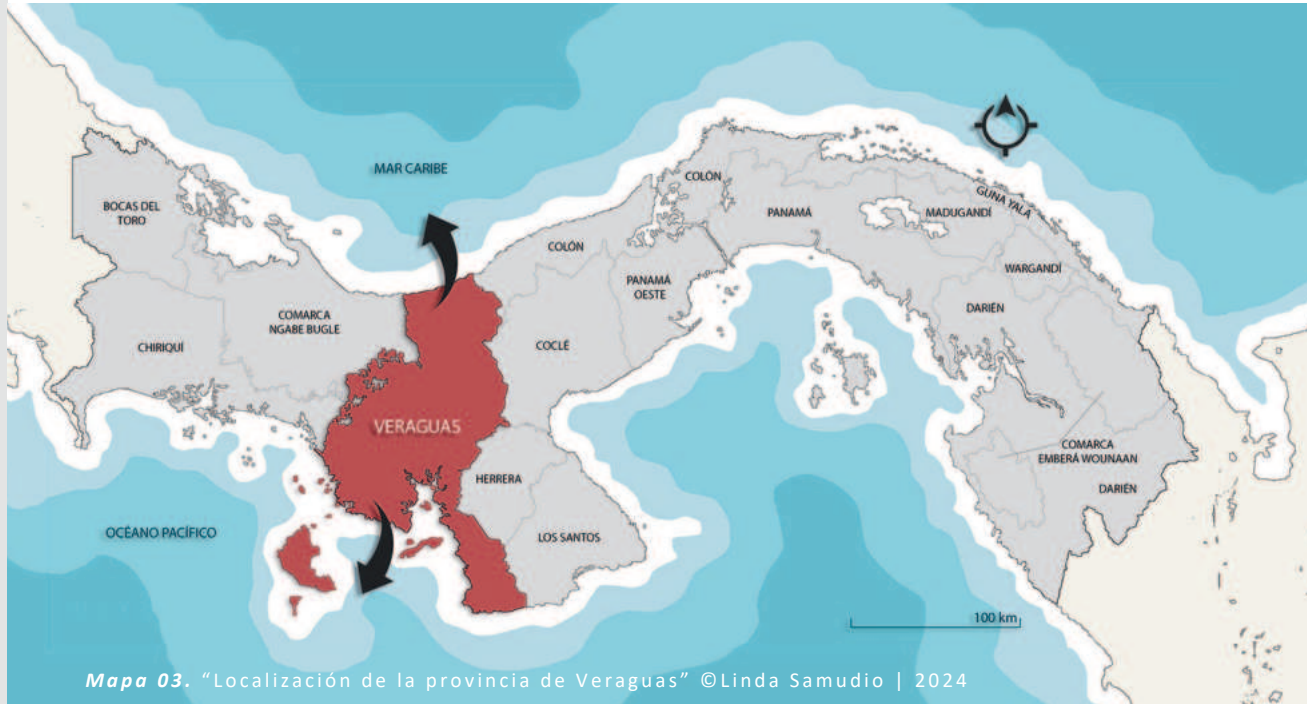 MAR CARIBE
BOCAS DEL
TORO
COLÓN
GUNA YALA
PANAMÁ
MADUGANDÍ
COLÓN
WARGANDÍ
PANAMÁ
OESTE
COMARCA
NGABE BUGLE
DARIÉN
CHIRIQUÍ
COCLÉ
VERAGUAS
COMARCA
EMBERÁ WOUNAAN
HERRERA
DARIÉN
OCÉANO PACÍFICO
LOS SANTOS
100 km
Mapa 03. “Localización de la provincia de Veraguas” ©Linda Samudio | 2024